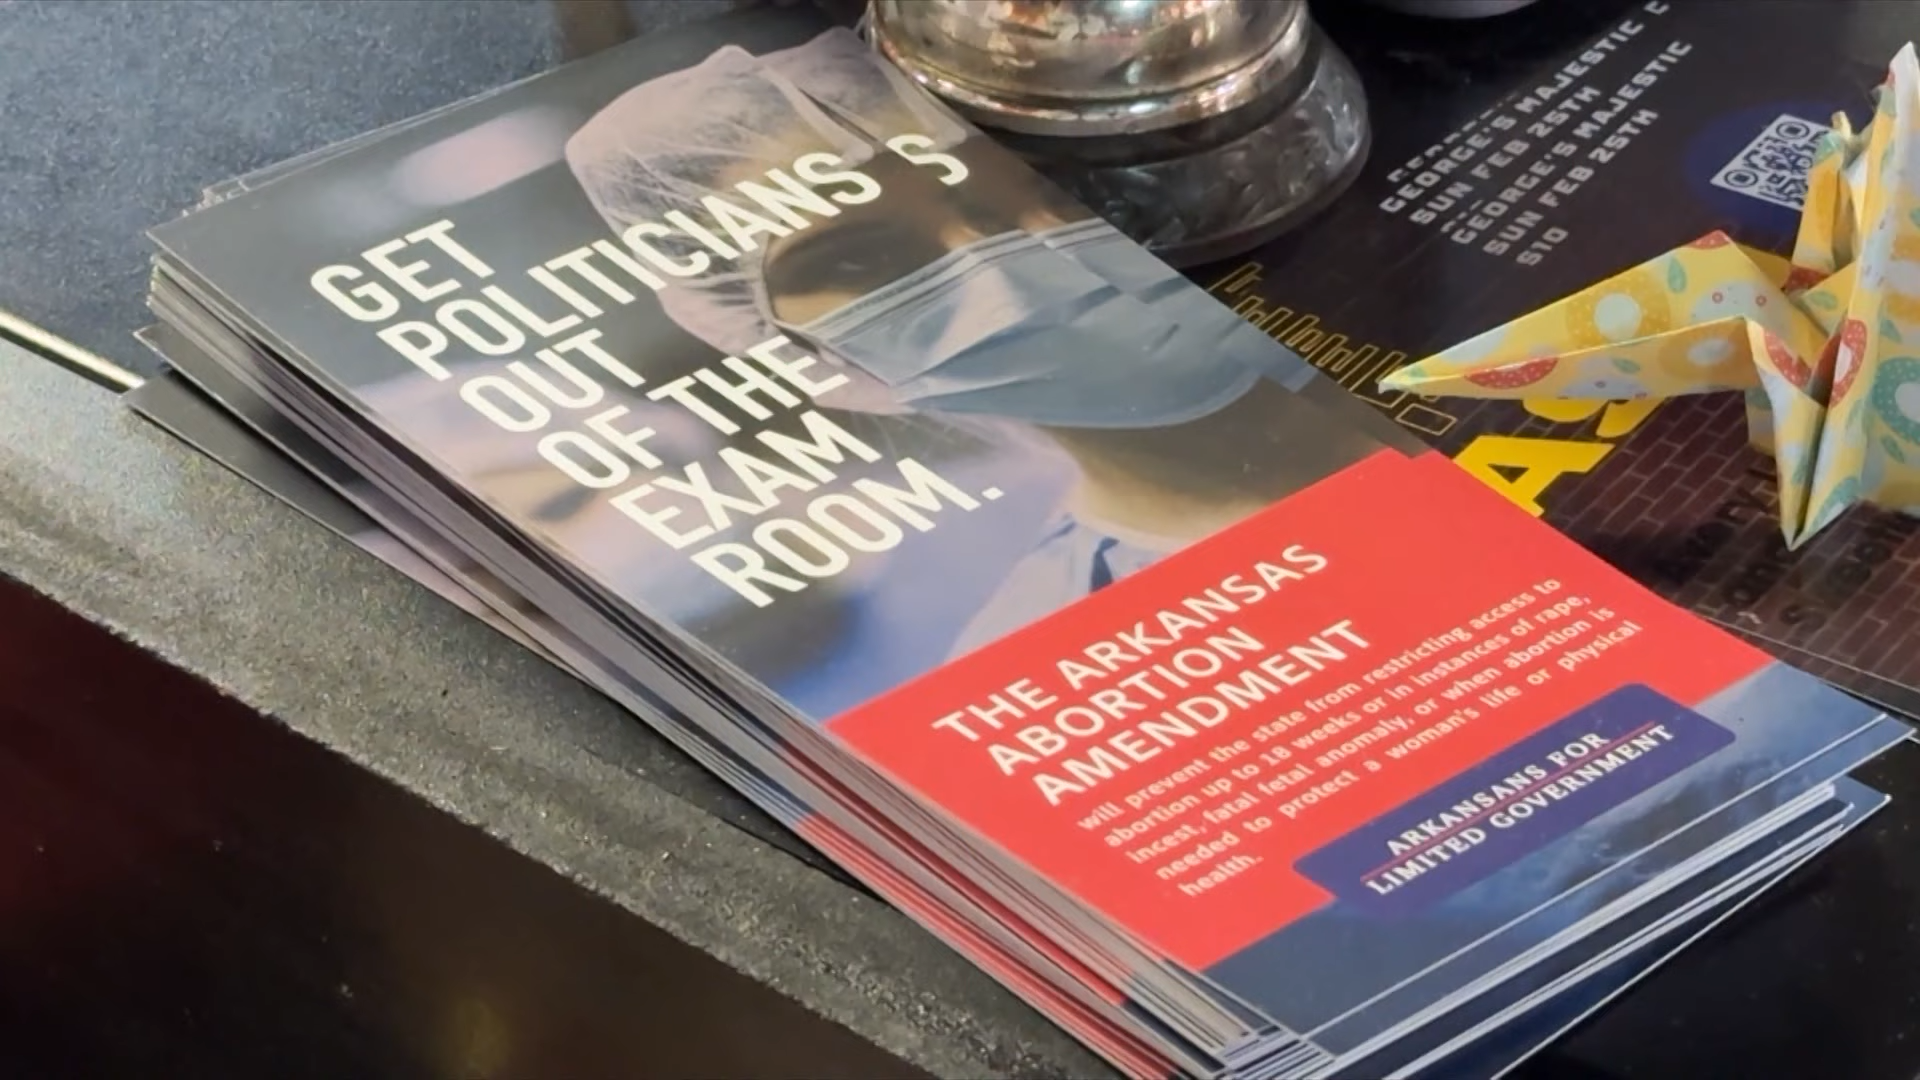 GET
POLITICIANS'S
OUT
OF THE
EXAM
ROOM.
THE ARKANSAS
ABORTION
AMENDMENT
will prevent the state from restricting access to
abortion up to 18 weeks or in instances of rape,
incest, fatal fetal anomaly, or when abortion is
needed to protect a woman's life or physical
health.
ARKANSANS FOR
LIMITED GOVERNMENT
GEORGE'S MAJESTIC
SUN FEB 25TH
GEORGE'S MAJESTIC
SUN FEB 25TH
$10